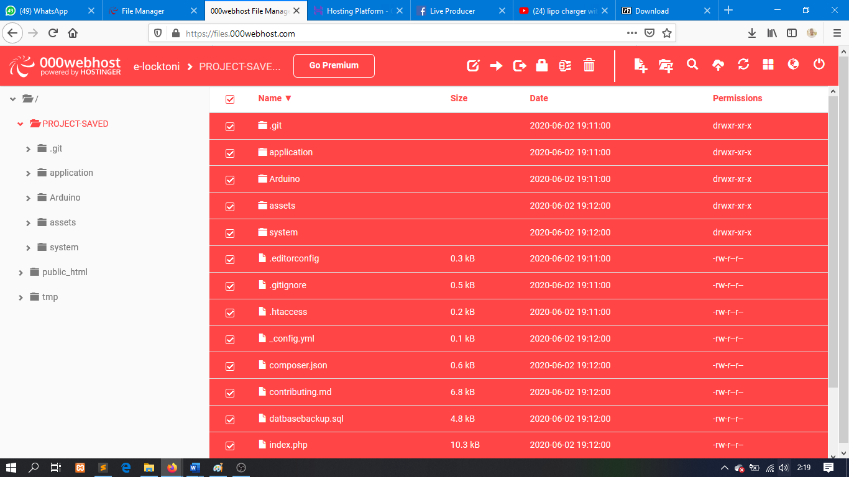 (49) WhatsApp
File Manager
000webhost File Manag
Hosting Platform -
Live Producer
(24) lipo charger wi
Download
https://files.000webhost.com
000webhost
powered by HOSTINGER
e-locktoni > PROJECT-SAVE...
Go Premium
/
PROJECT-SAVED
.git
application
Arduino
assets
system
public_html
tmp
Name ▼ Size Date Permissions
.git 2020-06-02 19:11:00 drwxr-xr-x
application 2020-06-02 19:11:00 drwxr-xr-x
Arduino 2020-06-02 19:11:00 drwxr-xr-x
assets 2020-06-02 19:12:00 drwxr-xr-x
system 2020-06-02 19:12:00 drwxr-xr-x
.editorconfig 0.3 kB 2020-06-02 19:11:00 -rw-r--r--
.gitignore 0.5 kB 2020-06-02 19:11:00 -rw-r--r--
.htaccess 0.2 kB 2020-06-02 19:11:00 -rw-r--r--
_config.yml 0.1 kB 2020-06-02 19:12:00 -rw-r--r--
composer.json 0.6 kB 2020-06-02 19:12:00 -rw-r--r--
contributing.md 6.8 kB 2020-06-02 19:12:00 -rw-r--r--
datbasebackup.sql 4.8 kB 2020-06-02 19:12:00 -rw-r--r--
index.php 10.3 kB 2020-06-02 19:12:00 -rw-r--r--
2:19